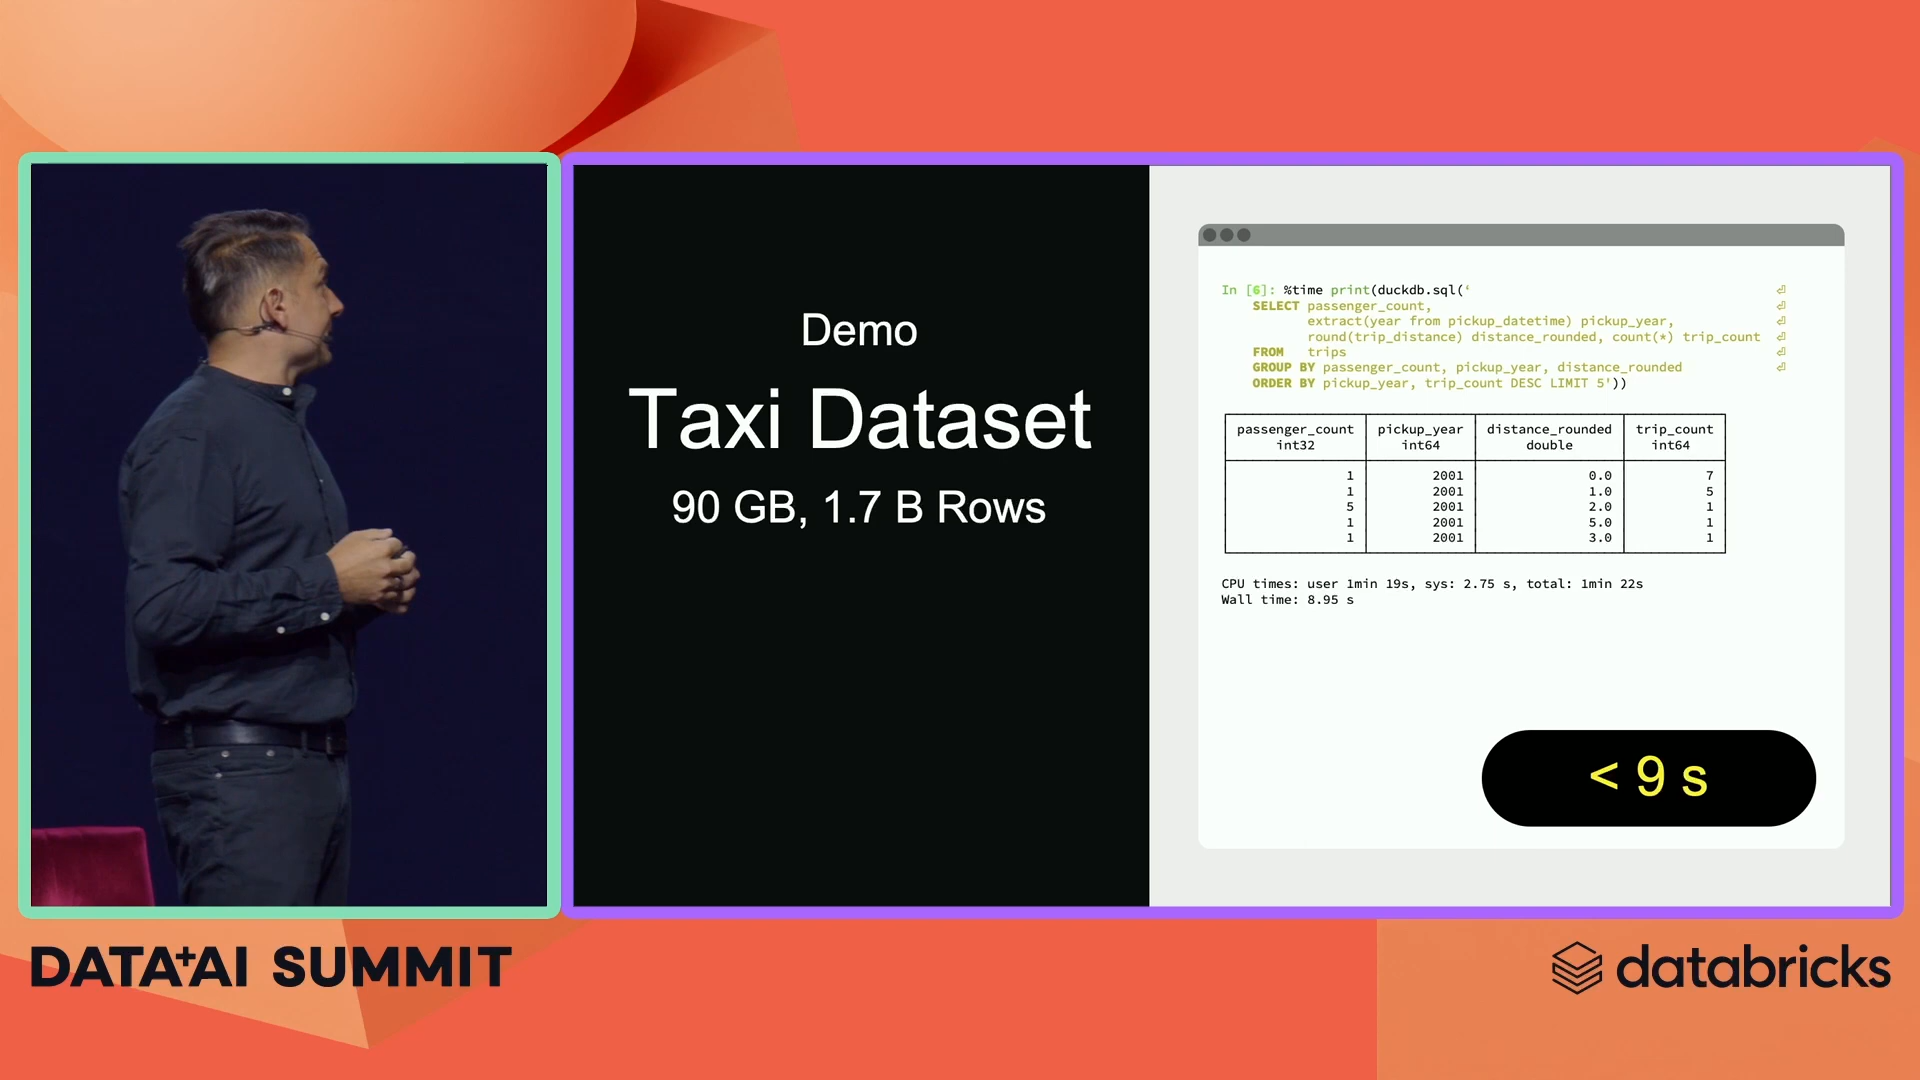 Demo
Taxi Dataset
90 GB, 1.7 B Rows
In [6]: %time print(duckdb.sql('
SELECT passenger_count,
extract(year from pickup_datetime) pickup_year,
round(trip_distance) distance_rounded, count(*) trip_count
FROM trips
GROUP BY passenger_count, pickup_year, distance_rounded
ORDER BY pickup_year, trip_count DESC LIMIT 5'))
passenger_count pickup_year distance_rounded trip_count
int32 int64 double int64
1 2001 0.0 7
1 2001 1.0 5
5 2001 2.0 1
1 2001 5.0 1
1 2001 3.0 1
CPU times: user 1min 19s, sys: 2.75 s, total: 1min 22s
Wall time: 8.95 s
< 9 s
DATA+AI SUMMIT
databricks